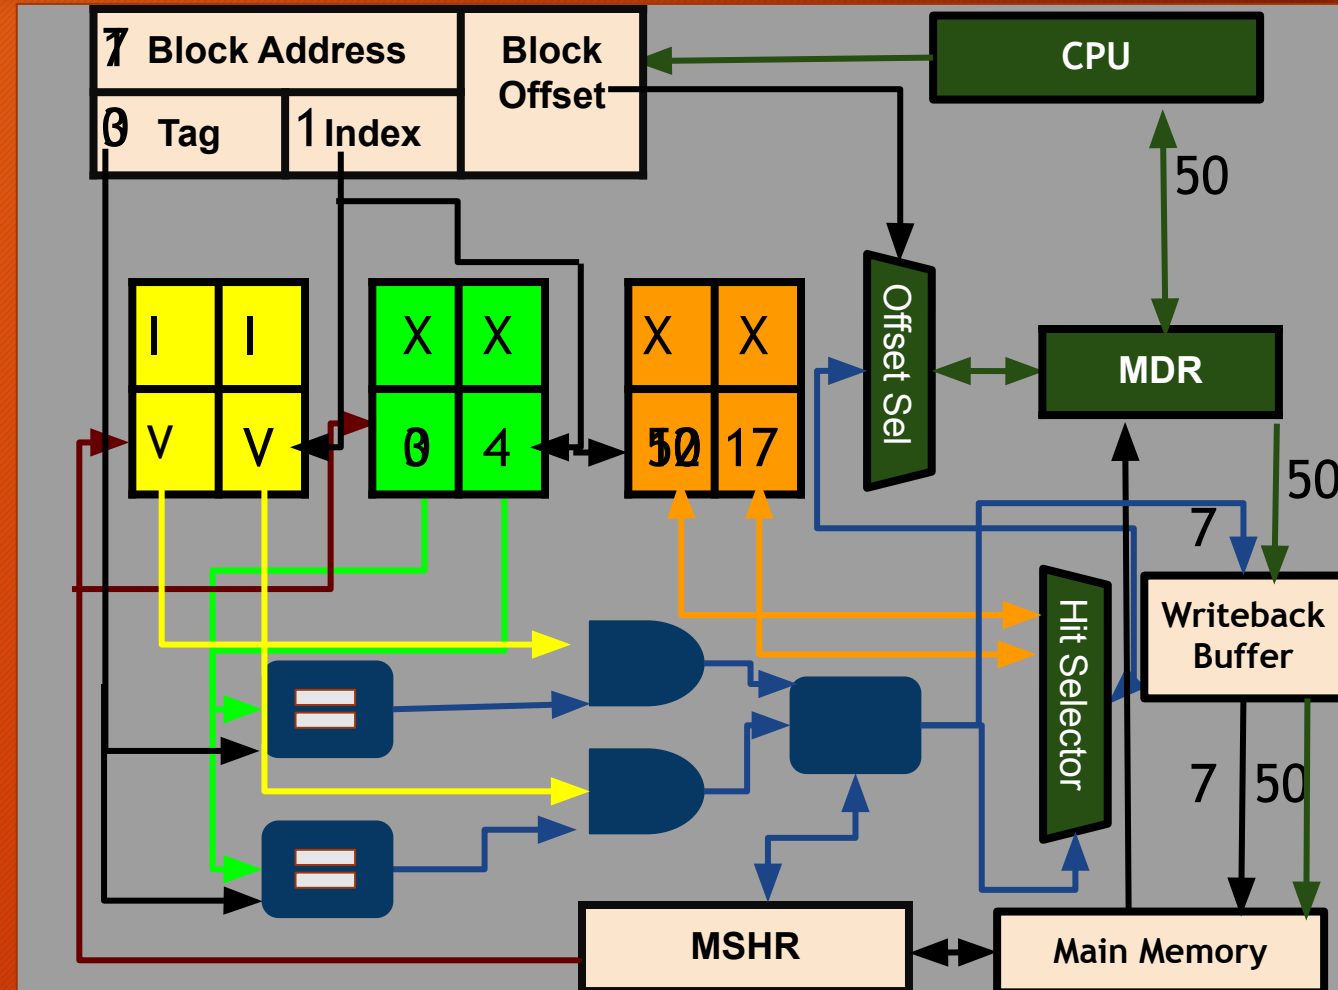 Block Address
Block
Offset
CPU
Tag
1
Index
50
I I
X X
X X
Offset Sel
MDR
V V
4
17
50
7
Hit Selector
Writeback
Buffer
7 50
MSHR
Main Memory